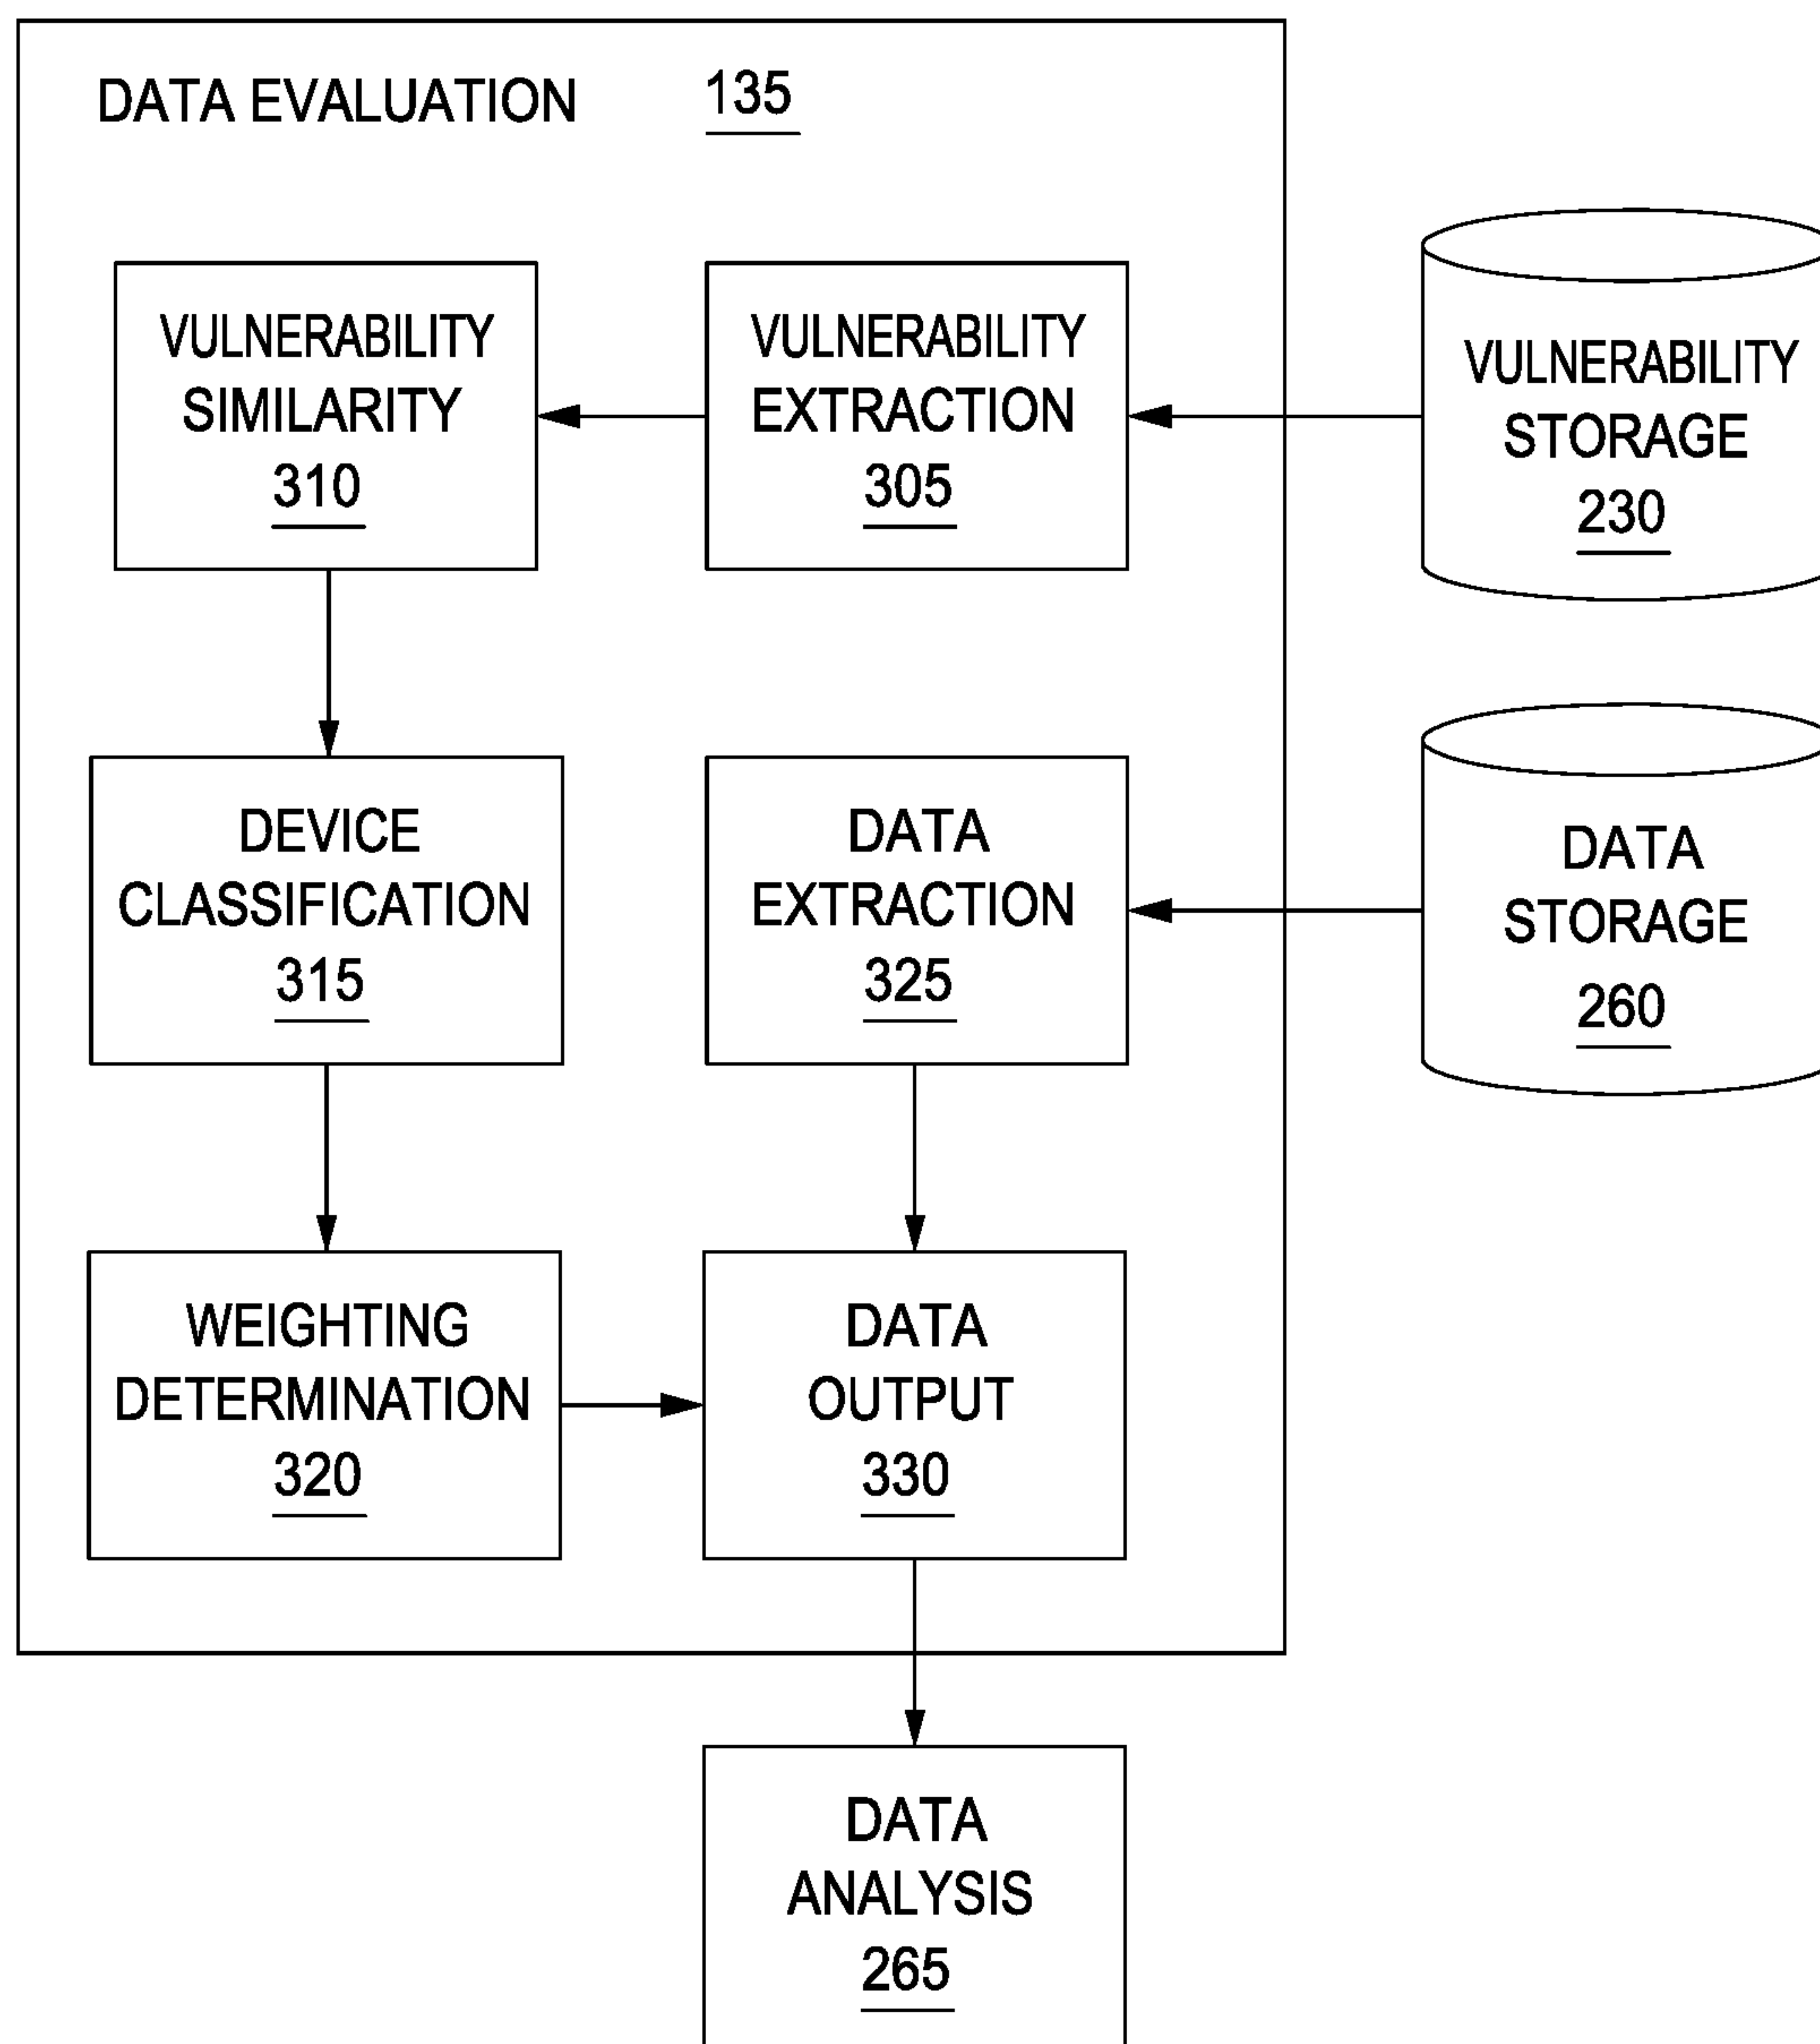 DATA EVALUATION 135
VULNERABILITY
SIMILARITY
310
VULNERABILITY
EXTRACTION
305
VULNERABILITY
STORAGE
230
DEVICE
CLASSIFICATION
315
DATA
EXTRACTION
325
DATA
STORAGE
260
WEIGHTING
DETERMINATION
320
DATA
OUTPUT
330
DATA
ANALYSIS
265